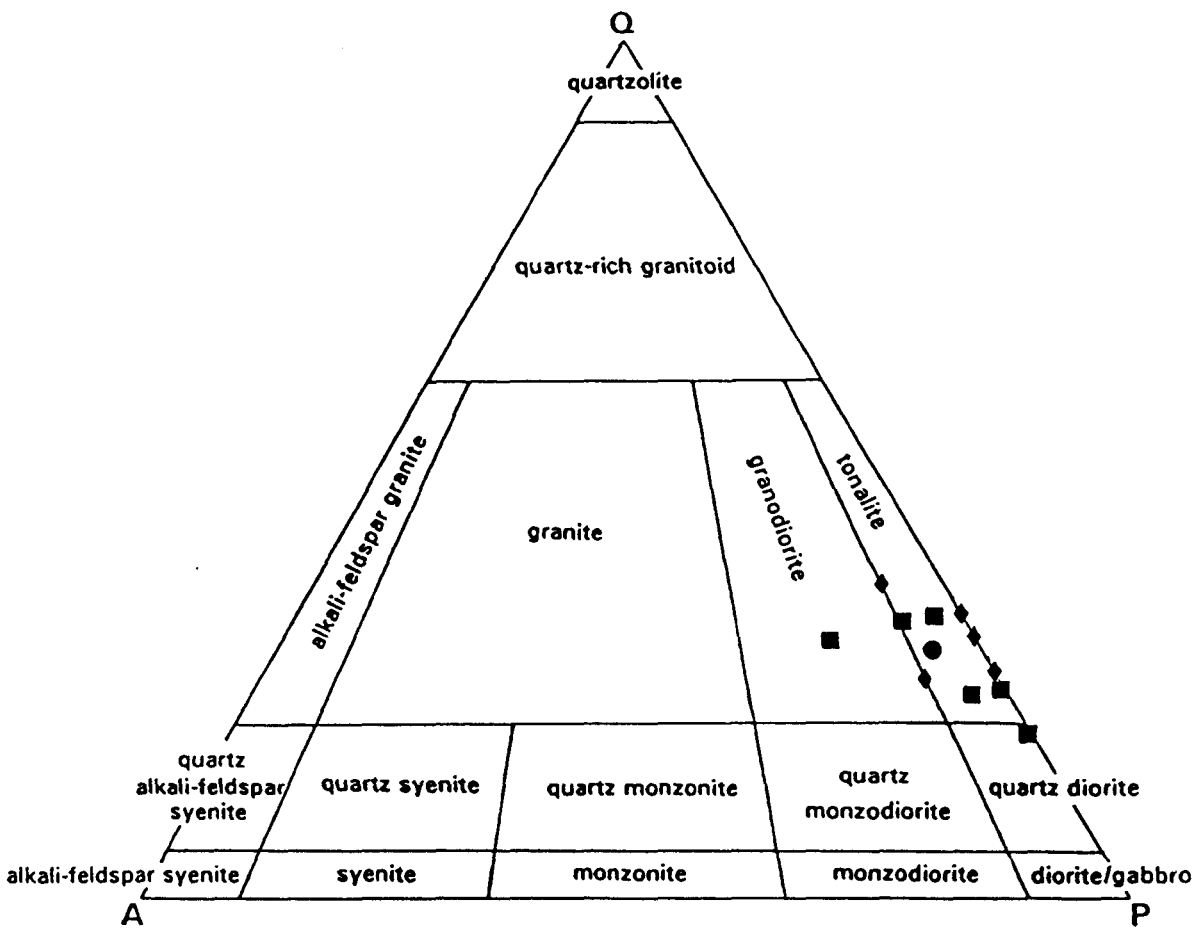 Q
quartzolite
quartz-rich granitoid
alkali-feldspar granite
granite
granodiorite
tonalite
quartz
alkali-feldspar
syenite
quartz syenite
quartz monzonite
quartz
monzodiorite
quartz diorite
alkali-feldspar syenite
syenite
monzonite
monzodiorite
diorite/gabbro
A
P